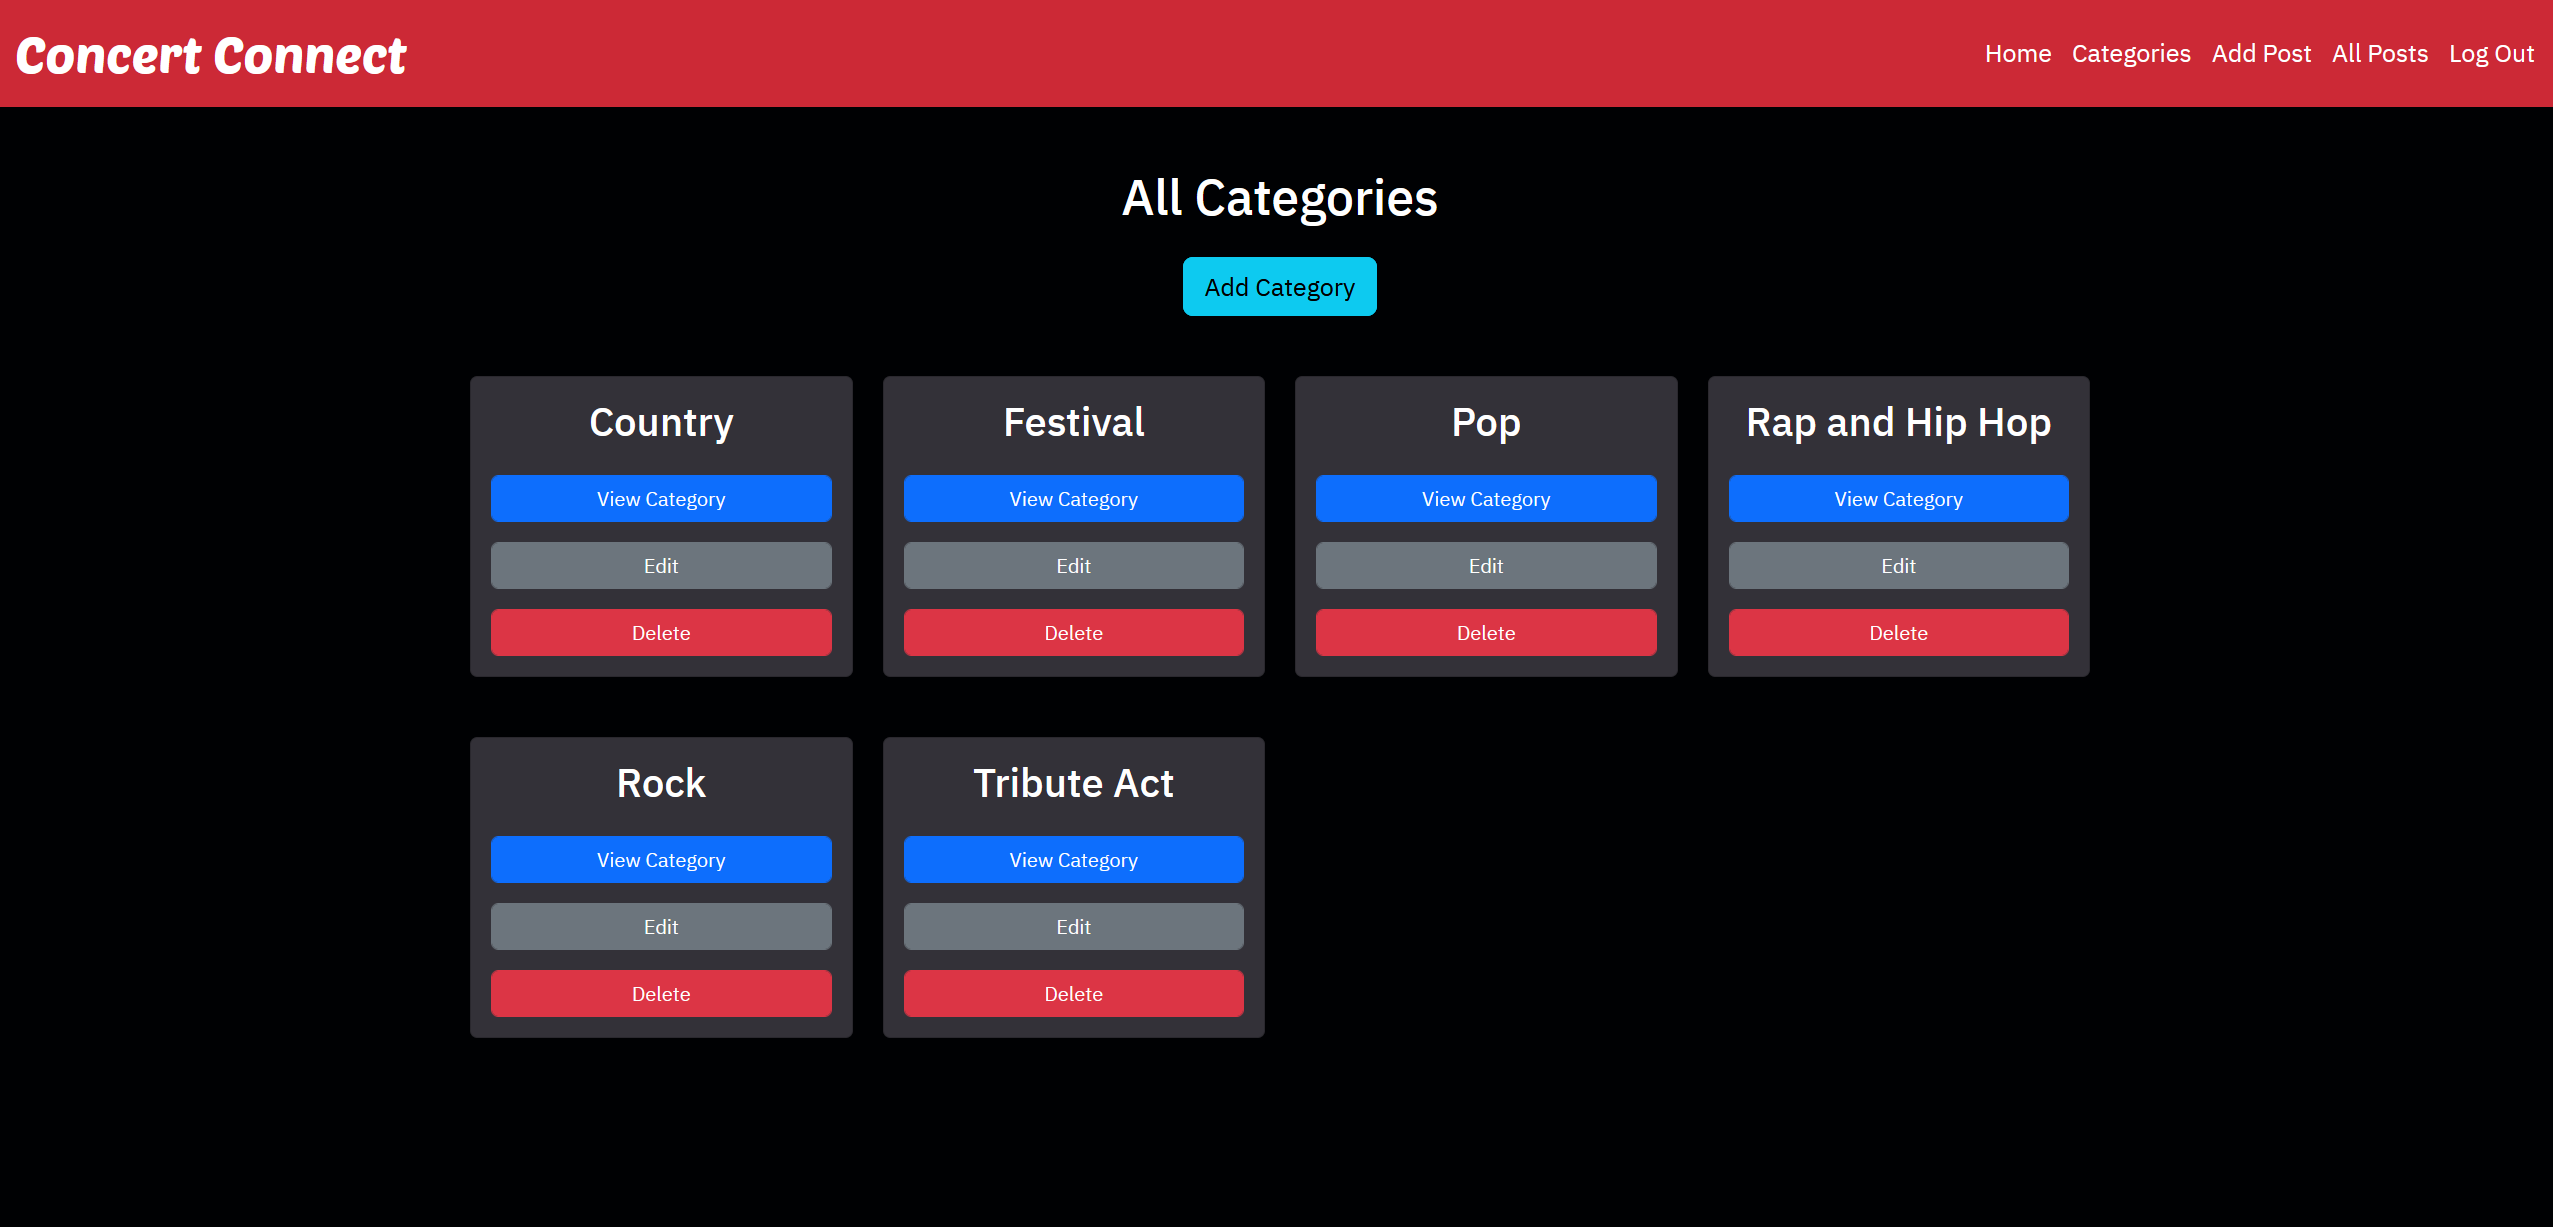 Concert Connect
Home Categories Add Post All Posts Log Out
All Categories
Add Category
Country
View Category
Edit
Delete
Festival
View Category
Edit
Delete
Pop
View Category
Edit
Delete
Rap and Hip Hop
View Category
Edit
Delete
Rock
View Category
Edit
Delete
Tribute Act
View Category
Edit
Delete